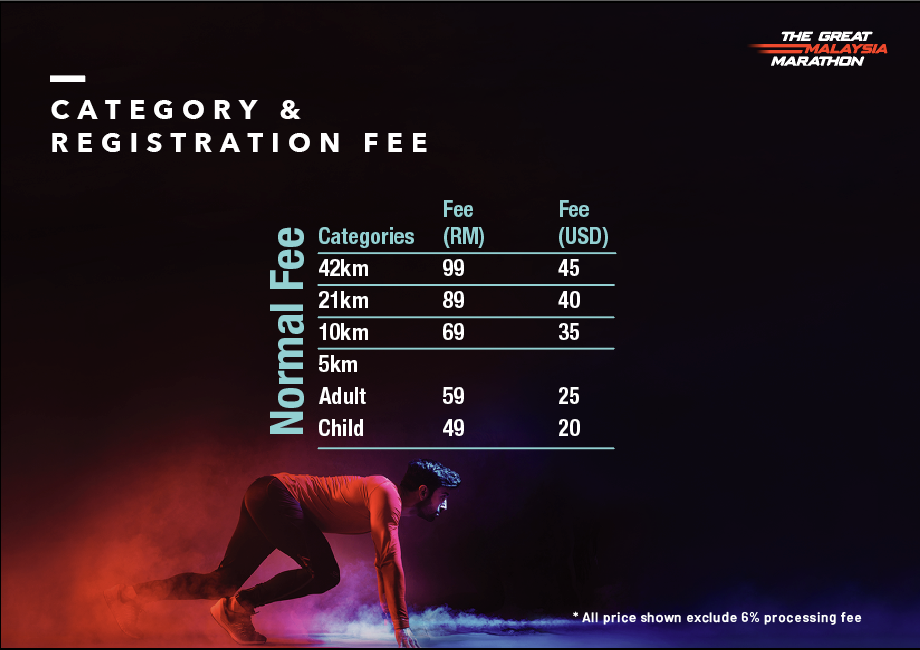 THE GREAT
MALAYSIA
MARATHON
CATEGORY &
REGISTRATION FEE
Normal Fee
Categories Fee (RM) Fee (USD)
42km 99 45
21km 89 40
10km 69 35
5km
Adult 59 25
Child 49 20
* All price shown exclude 6% processing fee